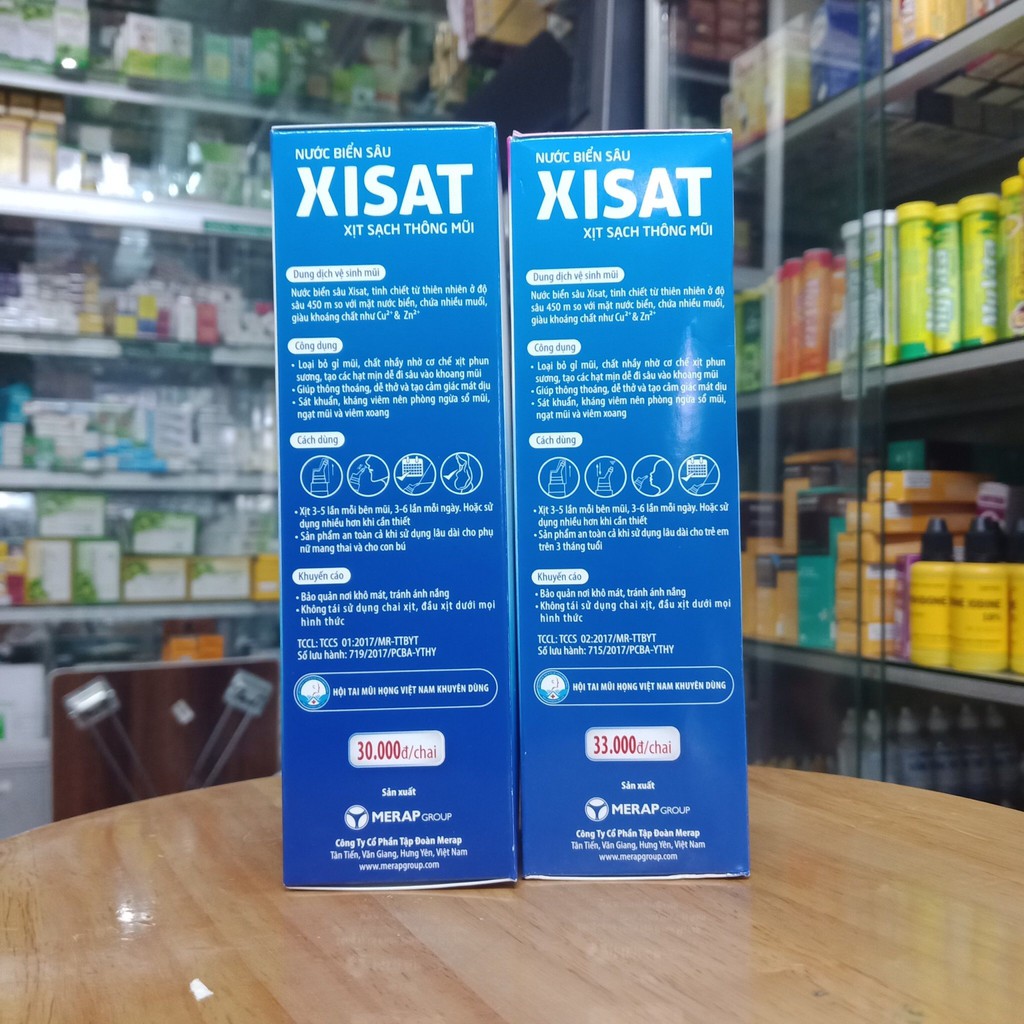 NƯỚC BIỂN SÂU
XISAT
XỊT SẠCH THÔNG MŨI
Dung dịch vệ sinh mũi
Nước biển sâu Xisat, tinh chiết từ thiên nhiên ở độ
sâu 450 m so với mặt nước biển, chứa nhiều muối,
giàu khoáng chất như Cu²⁺ & Zn²⁺
Công dụng
• Loại bỏ gỉ mũi, chất nhầy nhờ cơ chế xịt phun
sương, tạo các hạt mịn dễ đi sâu vào khoang mũi
• Giúp thông thoáng, dễ thở và tạo cảm giác mát dịu
• Sát khuẩn, kháng viêm nên phòng ngừa sổ mũi,
ngạt mũi và viêm xoang
Cách dùng
• Xịt 3-5 lần mỗi bên mũi, 3-6 lần mỗi ngày. Hoặc sử
dụng nhiều hơn khi cần thiết
• Sản phẩm an toàn cả khi sử dụng lâu dài cho phụ
nữ mang thai và cho con bú
Khuyến cáo
• Bảo quản nơi khô mát, tránh ánh nắng
• Không tái sử dụng chai xịt, đầu xịt dưới mọi
hình thức
TCCL: TCCS 01:2017/MR-TTBYT
Số lưu hành: 719/2017/PCBA-YTHY
HỘI TAI MŨI HỌNG VIỆT NAM KHUYÊN DÙNG
30.000đ/chai
Sản xuất
MERAP GROUP
Công Ty Cổ Phần Tập Đoàn Merap
Tân Tiến, Văn Giang, Hưng Yên, Việt Nam
www.merapgroup.com
NƯỚC BIỂN SÂU
XISAT
XỊT SẠCH THÔNG MŨI
Dung dịch vệ sinh mũi
Nước biển sâu Xisat, tinh chiết từ thiên nhiên ở độ
sâu 450 m so với mặt nước biển, chứa nhiều muối,
giàu khoáng chất như Cu²⁺ & Zn²⁺
Công dụng
• Loại bỏ gỉ mũi, chất nhầy nhờ cơ chế xịt phun
sương, tạo các hạt mịn dễ đi sâu vào khoang mũi
• Giúp thông thoáng, dễ thở và tạo cảm giác mát dịu
• Sát khuẩn, kháng viêm nên phòng ngừa sổ mũi,
ngạt mũi và viêm xoang
Cách dùng
• Xịt 3-5 lần mỗi bên mũi, 3-6 lần mỗi ngày. Hoặc sử
dụng nhiều hơn khi cần thiết
• Sản phẩm an toàn cả khi sử dụng lâu dài cho trẻ em
trên 3 tháng tuổi
Khuyến cáo
• Bảo quản nơi khô mát, tránh ánh nắng
• Không tái sử dụng chai xịt, đầu xịt dưới mọi
hình thức
TCCL: TCCS 02:2017/MR-TTBYT
Số lưu hành: 715/2017/PCBA-YTHY
HỘI TAI MŨI HỌNG VIỆT NAM KHUYÊN DÙNG
33.000đ/chai
Sản xuất
MERAP GROUP
Công Ty Cổ Phần Tập Đoàn Merap
Tân Tiến, Văn Giang, Hưng Yên, Việt Nam
www.merapgroup.com